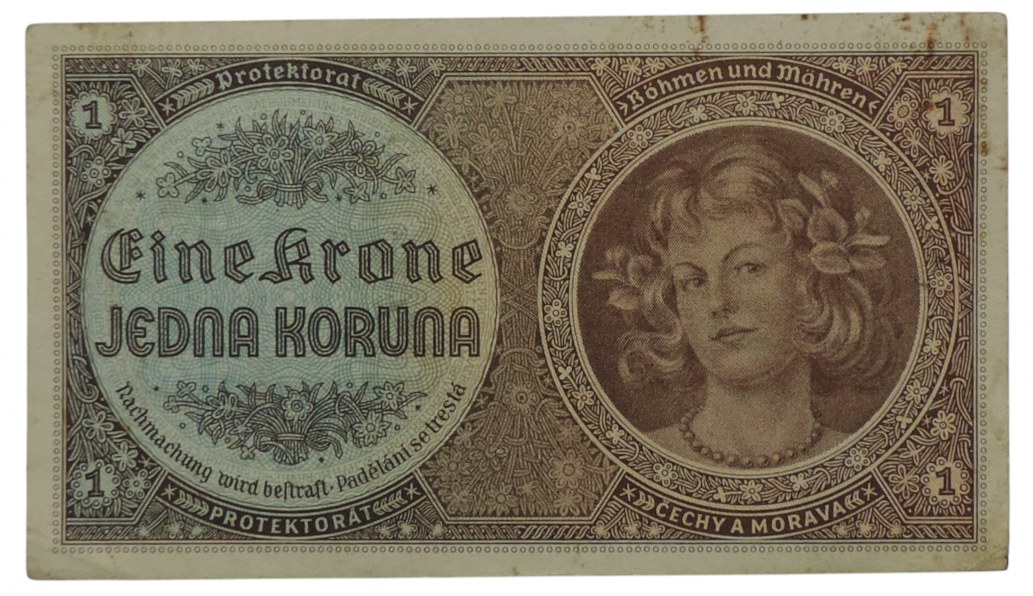 Protektorat
Böhmen und Mähren
1
1
Eine Krone
JEDNA KORUNA
Nachmachung wird bestraft · Padělání se trestá
1
1
PROTEKTORÁT
ČECHY A MORAVA